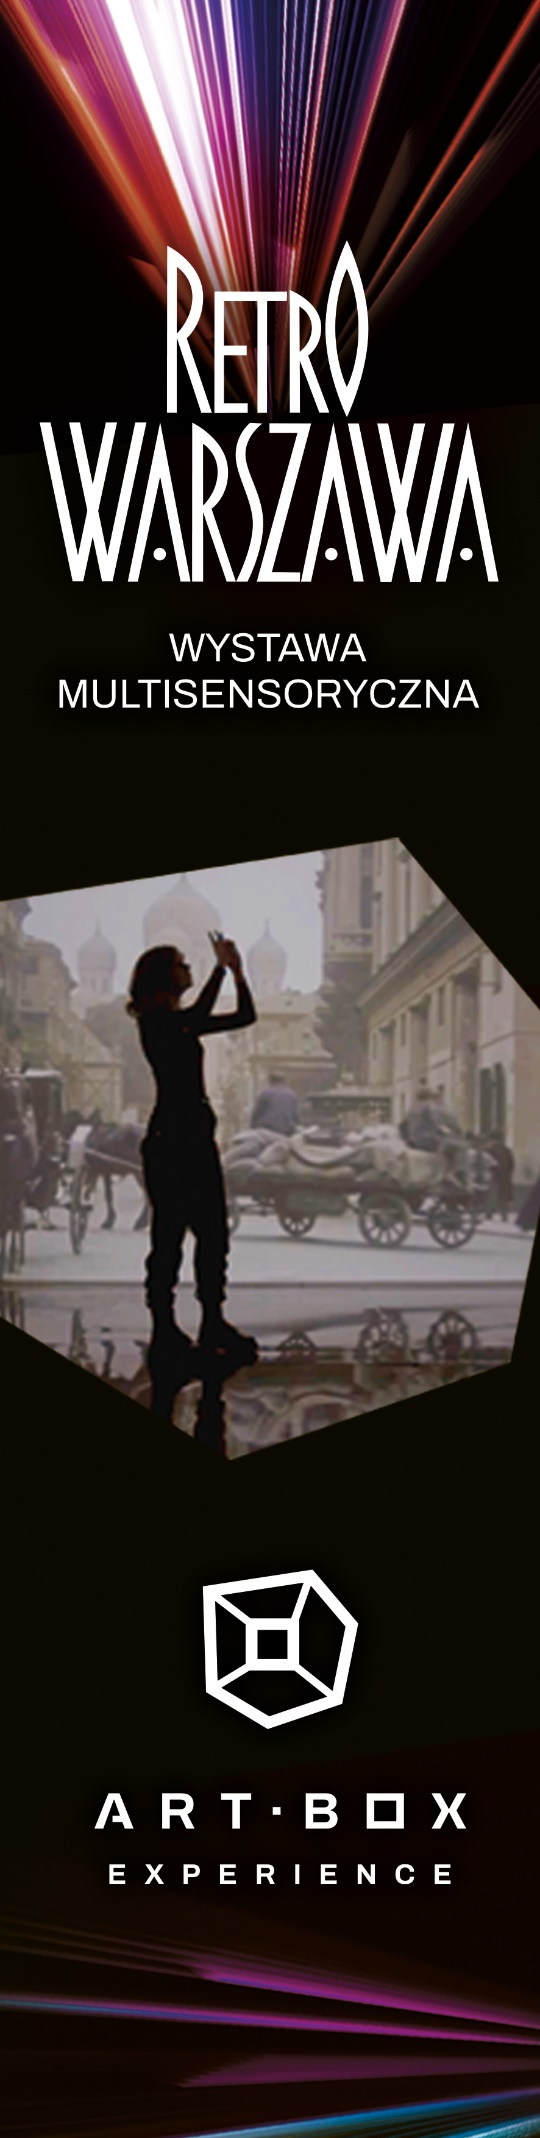 RETRO
WARSZAWA
WYSTAWA
MULTISENSORYCZNA
ART·BOX
EXPERIENCE